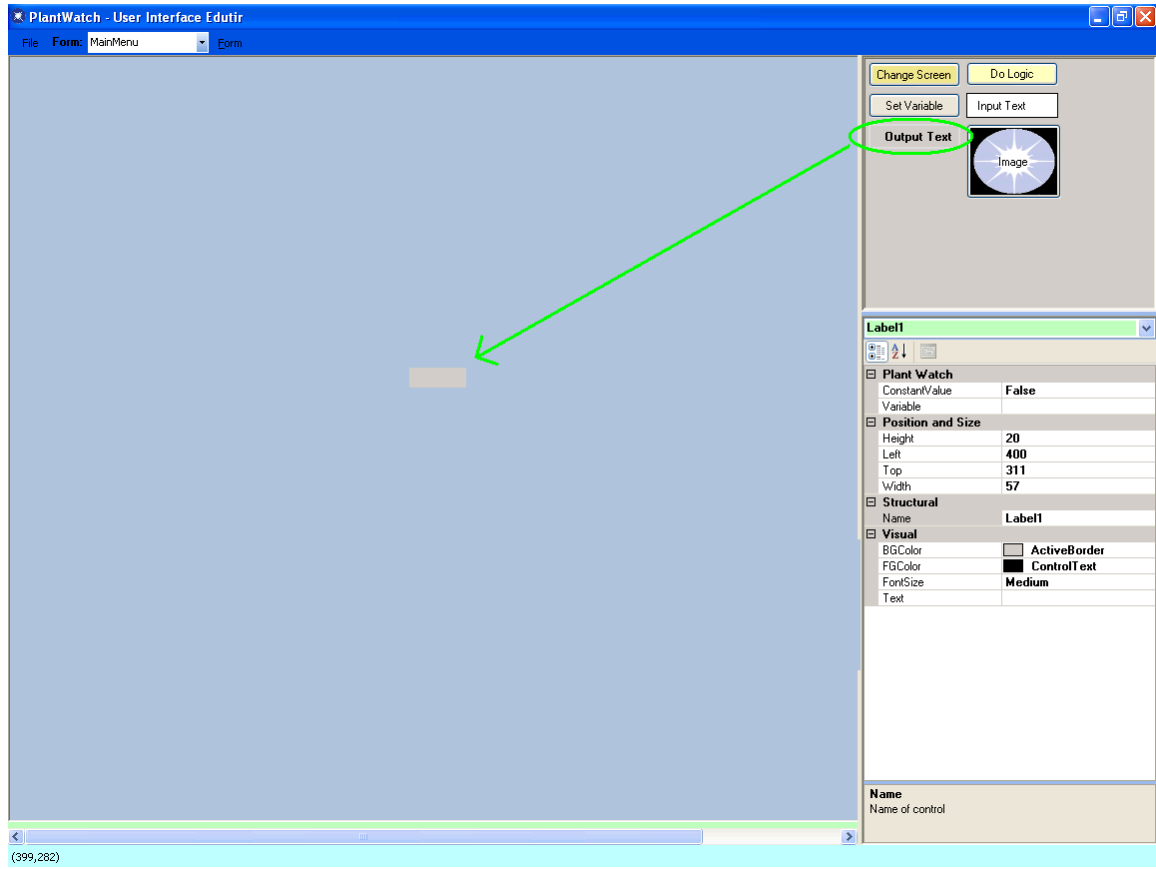 PlantWatch - User Interface Edutir
File Form: MainMenu Form
Change Screen Do Logic
Set Variable Input Text
Output Text
Image
Label1
Plant Watch
ConstantValue False
Variable
Position and Size
Height 20
Left 400
Top 311
Width 57
Structural
Name Label1
Visual
BGColor ActiveBorder
FGColor ControlText
FontSize Medium
Text
Name
Name of control
(399,282)